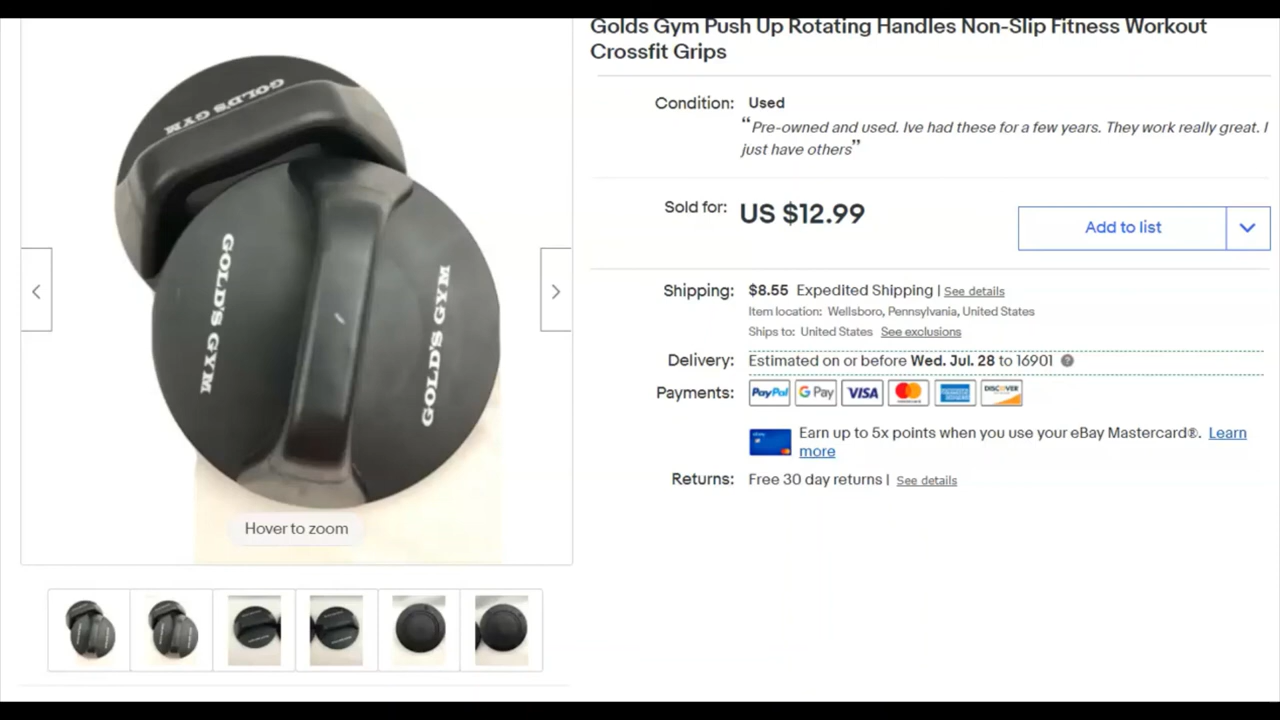 Golds Gym Push Up Rotating Handles Non-Slip Fitness Workout
Crossfit Grips
GOLD'S GYM
GOLD'S GYM
GOLD'S GYM
Hover to zoom
Condition: Used
“Pre-owned and used. Ive had these for a few years. They work really great. I
just have others”
Sold for: US $12.99
Add to list
Shipping: $8.55 Expedited Shipping | See details
Item location: Wellsboro, Pennsylvania, United States
Ships to: United States See exclusions
Delivery: Estimated on or before Wed. Jul. 28 to 16901 ?
Payments: PayPal G Pay VISA DISCOVER
Earn up to 5x points when you use your eBay Mastercard®. Learn
more
Returns: Free 30 day returns | See details